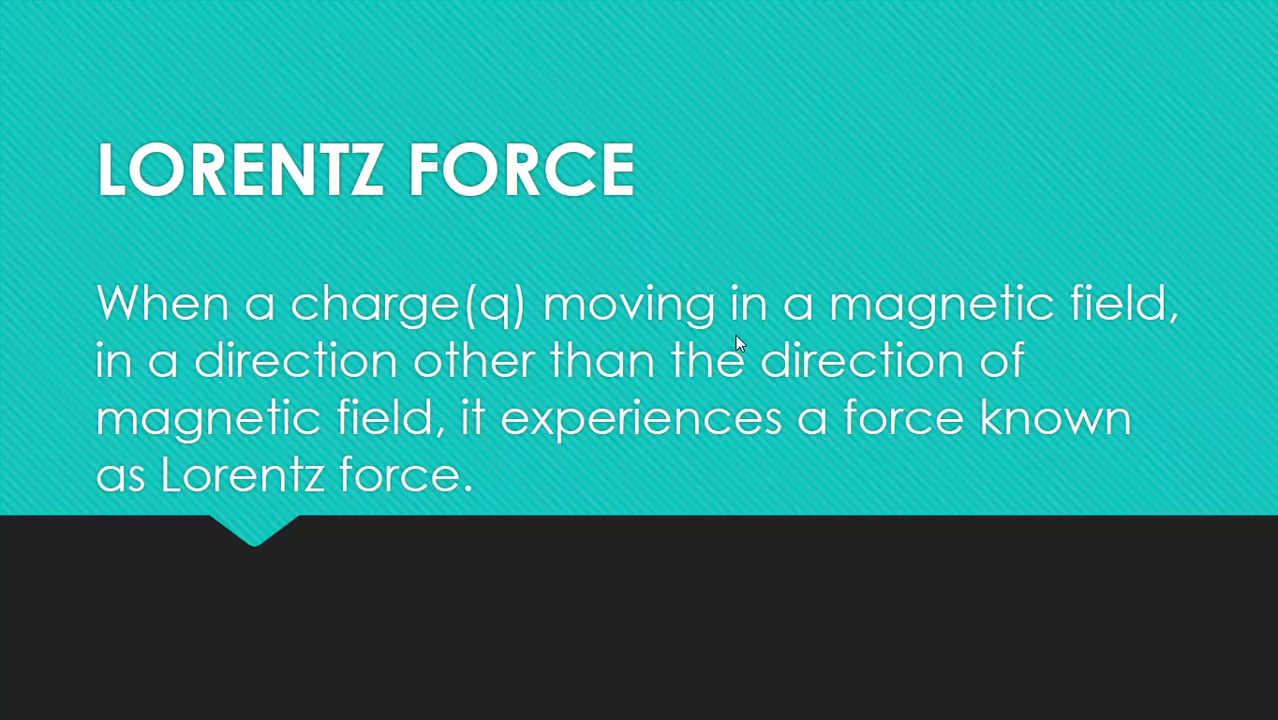 LORENTZ FORCE
When a charge(q) moving in a magnetic field,
in a direction other than the direction of
magnetic field, it experiences a force known
as Lorentz force.